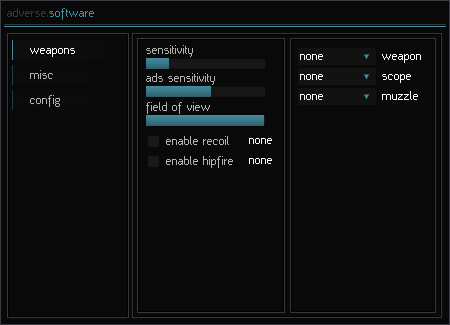 adverse.software
weapons
misc
config
sensitivity
ads sensitivity
field of view
enable recoil none
enable hipfire none
none weapon
none scope
none muzzle